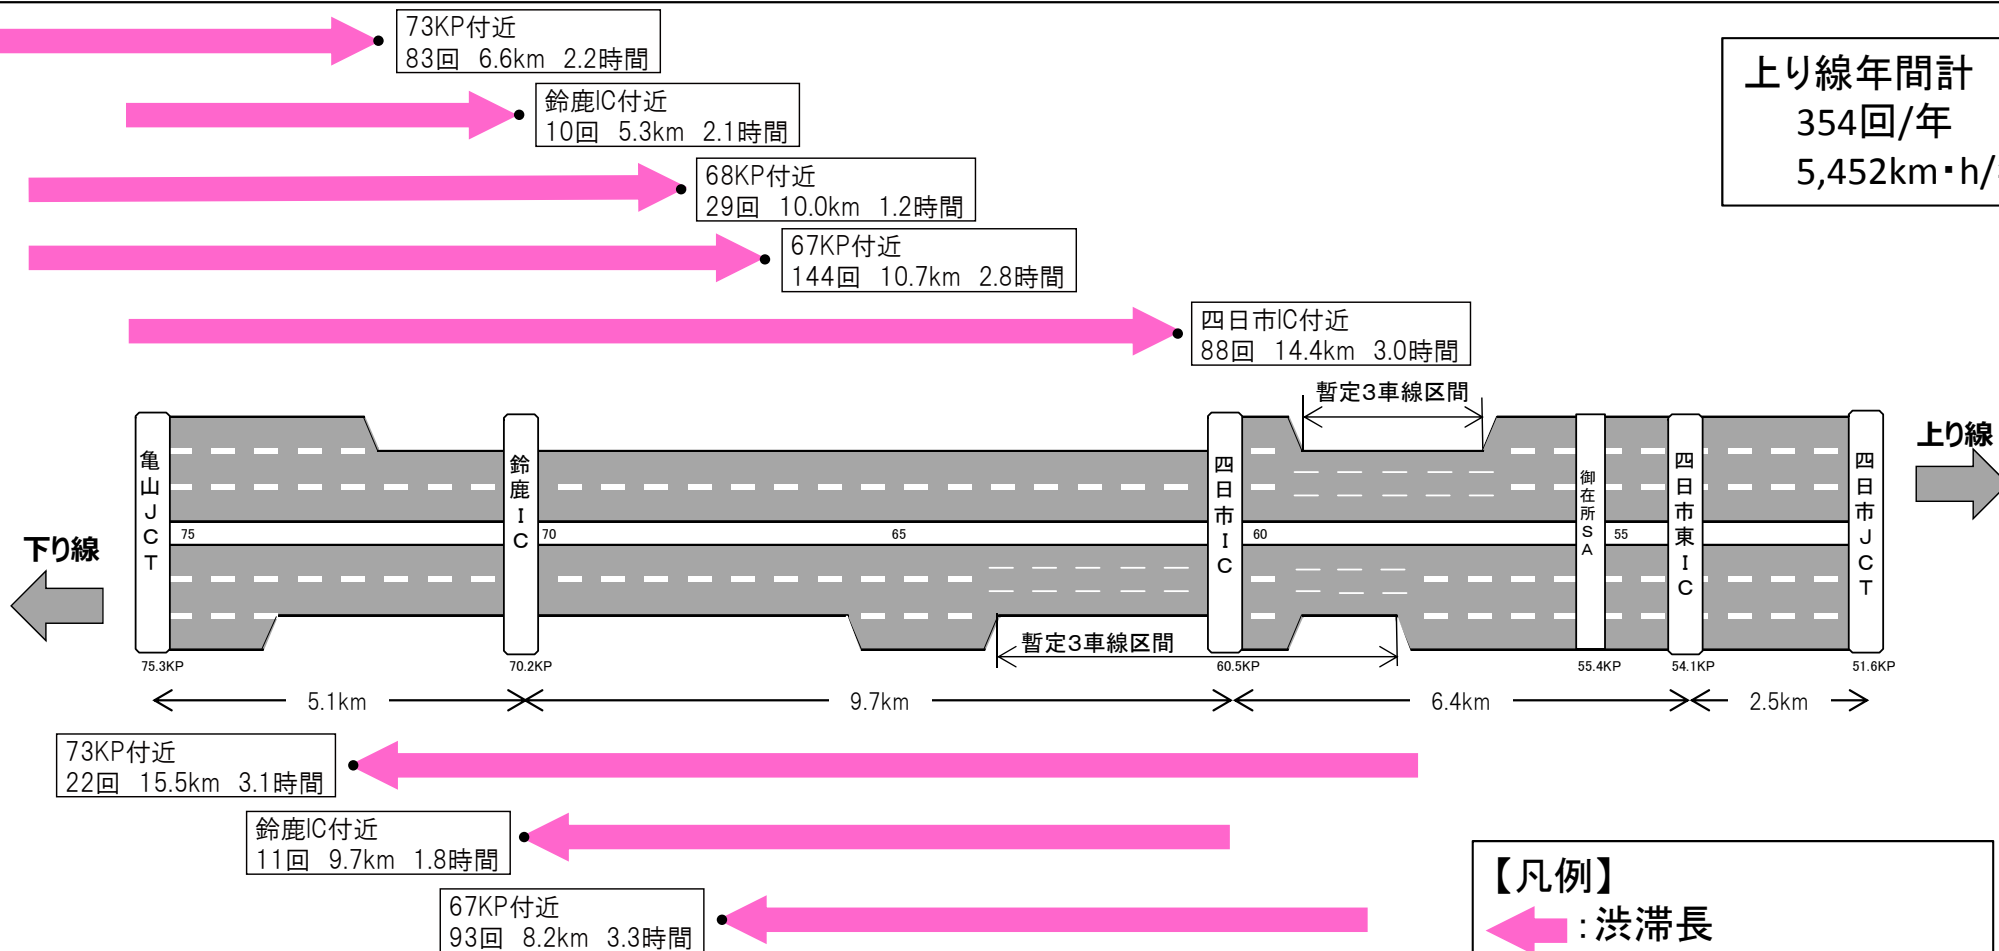 73KP付近
83回 6.6km 2.2時間
鈴鹿IC付近
10回 5.3km 2.1時間
68KP付近
29回 10.0km 1.2時間
67KP付近
144回 10.7km 2.8時間
四日市IC付近
88回 14.4km 3.0時間
上り線年間計
354回/年
5,452km・h/
暫定3車線区間
上り線
下り線
亀山JCT
鈴鹿IC
四日市IC
御在所SA
四日市東IC
四日市JCT
75
70
65
60
55
暫定3車線区間
75.3KP
70.2KP
60.5KP
55.4KP
54.1KP
51.6KP
5.1km
9.7km
6.4km
2.5km
73KP付近
22回 15.5km 3.1時間
鈴鹿IC付近
11回 9.7km 1.8時間
67KP付近
93回 8.2km 3.3時間
【凡例】
:渋滞長